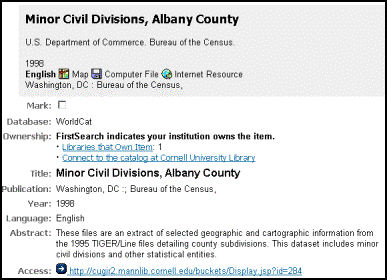 Minor Civil Divisions, Albany County
U.S. Department of Commerce. Bureau of the Census.
1998
English Map Computer File Internet Resource
Washington, DC : Bureau of the Census,
Mark:
Database: WorldCat
Ownership: FirstSearch indicates your institution owns the item.
• Libraries that Own Item: 1
• Connect to the catalog at Cornell University Library
Title: Minor Civil Divisions, Albany County
Publication: Washington, DC :; Bureau of the Census,
Year: 1998
Language: English
Abstract: These files are an extract of selected geographic and cartographic information from
the 1995 TIGER/Line files detailing county subdivisions. This dataset includes minor
civil divisions and other statistical entities.
Access: http://cugir2.mannlib.cornell.edu/buckets/Display.jsp?id=284